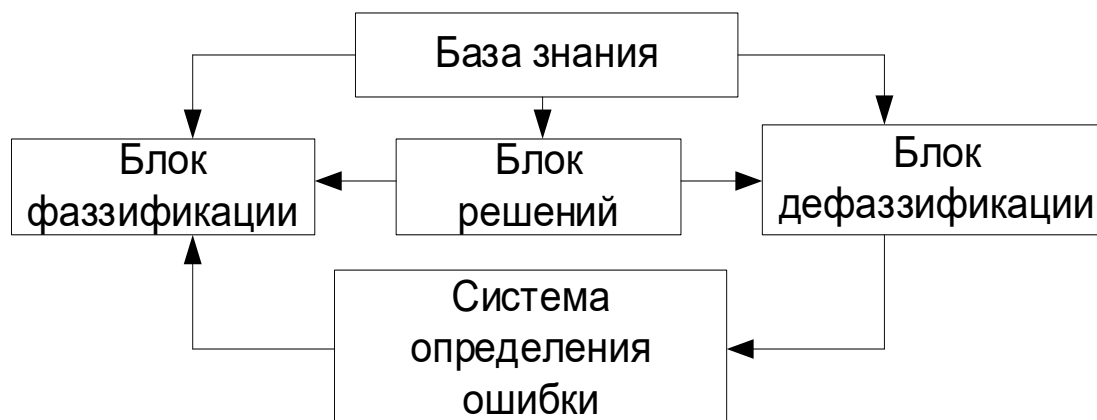 База знания
Блок
фаззификации
Блок
решений
Блок
дефаззификации
Система
определения
ошибки